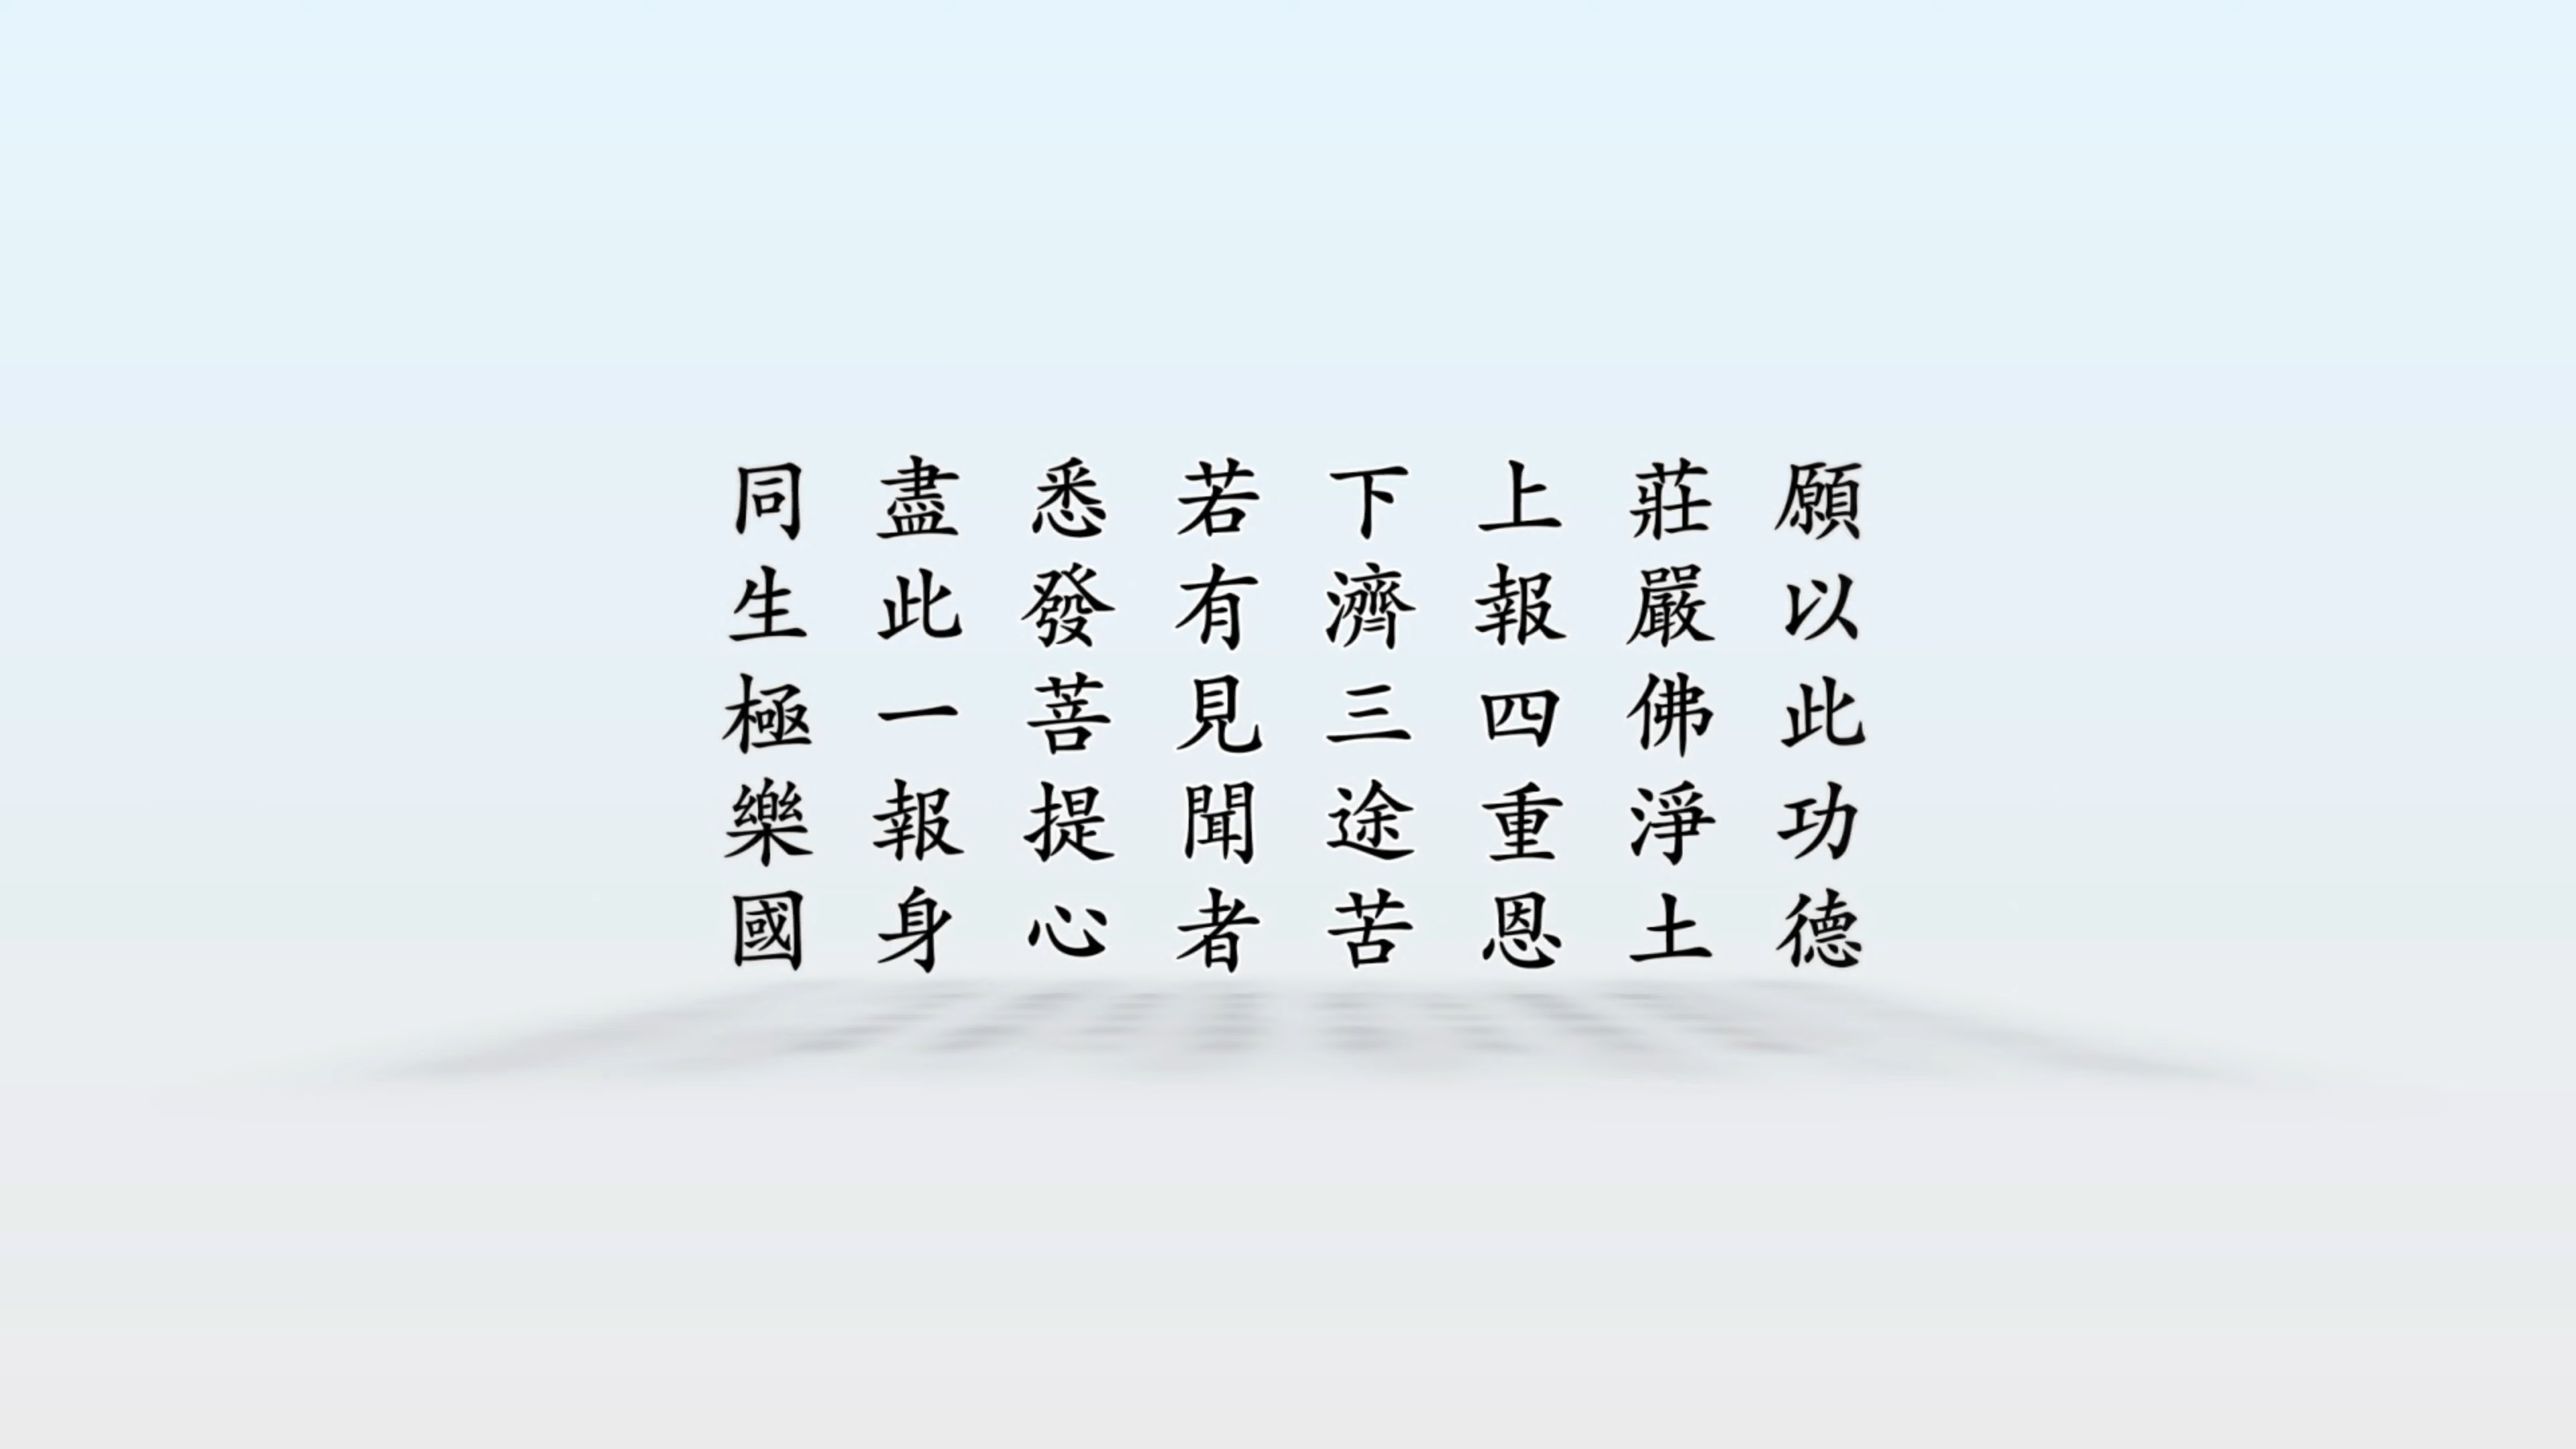 願以此功德
莊嚴佛淨土
上報四重恩
下濟三途苦
若有見聞者
悉發菩提心
盡此一報身
同生極樂國